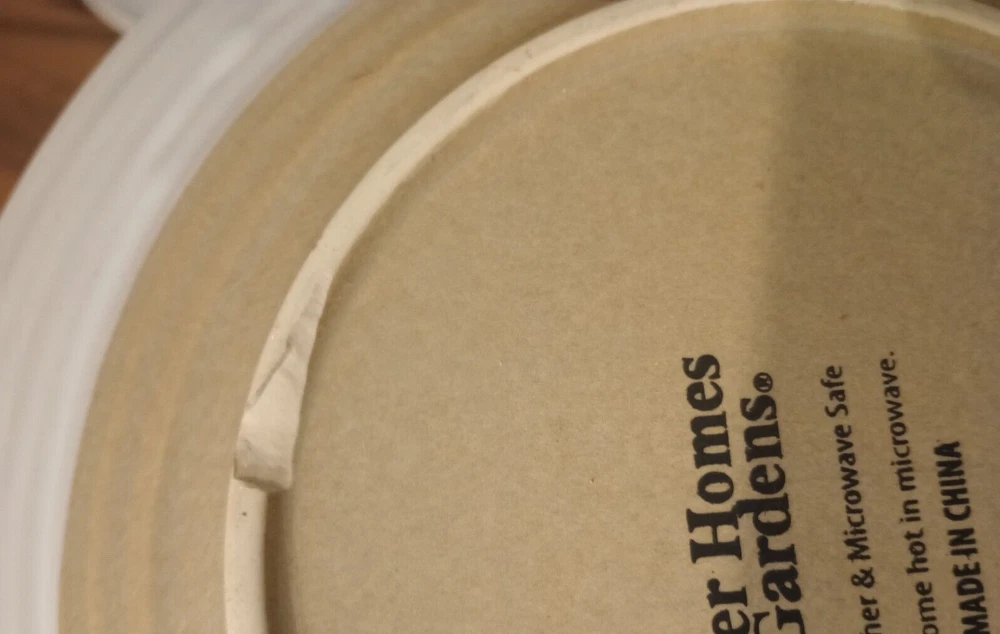 er Homes
Gardens®
her & Microwave Safe
ome hot in microwave.
MADE IN CHINA